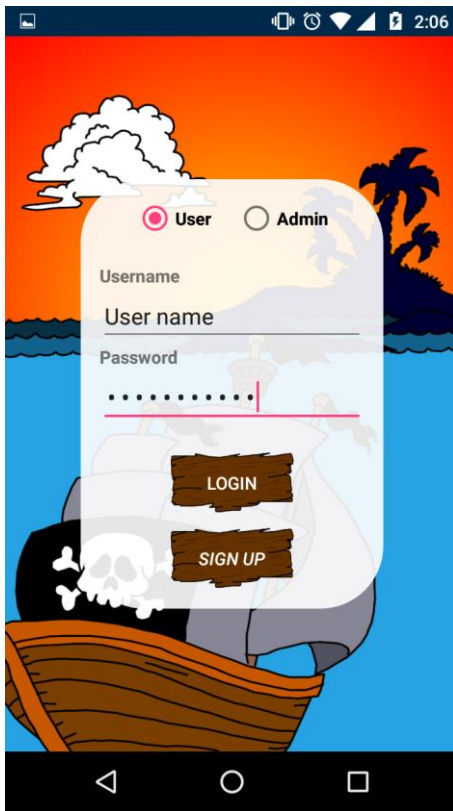 2:06
User Admin
Username
User name
Password
•••••••••••
LOGIN
SIGN UP